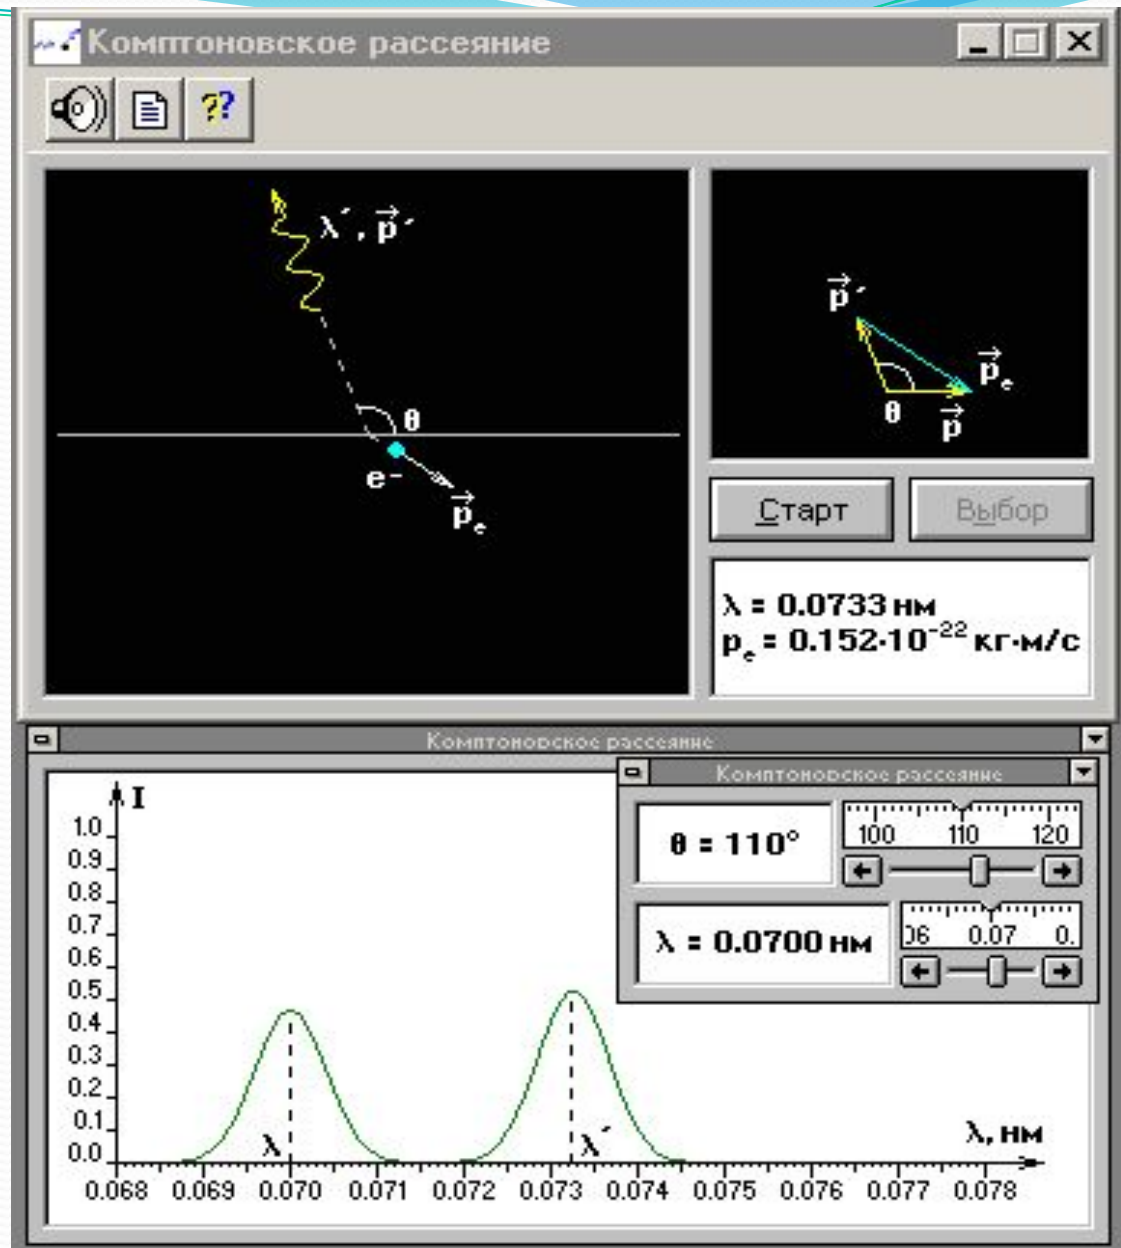 Комптоновское рассеяние
??
λ´, p⃗´
θ
e−
p⃗e
p⃗´
p⃗e
θ
p⃗
Старт
Выбор
λ = 0.0733 нм
pe = 0.152·10⁻²² кг·м/с
Комптоновское рассеяние
Комптоновское рассеяние
I
1.0
0.9
0.8
0.7
0.6
0.5
0.4
0.3
0.2
0.1
0.0
θ = 110°
100 110 120
λ = 0.0700 нм
06 0.07 0.
λ
λ´
λ, нм
0.068 0.069 0.070 0.071 0.072 0.073 0.074 0.075 0.076 0.077 0.078